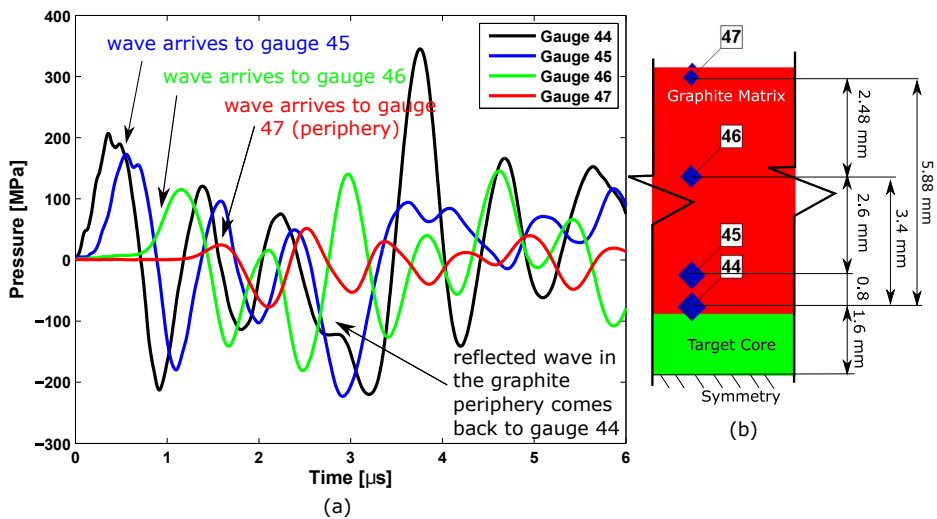 400
300
200
100
0
−100
−200
−300
Pressure [MPa]
0
1
2
3
4
5
6
Time [µs]
(a)
wave arrives to gauge 45
wave arrives to gauge 46
wave arrives to gauge
47 (periphery)
reflected wave in
the graphite
periphery comes
back to gauge 44
Gauge 44
Gauge 45
Gauge 46
Gauge 47
47
Graphite Matrix
46
45
44
Target Core
Symmetry
2.48 mm
2.6 mm
0.8
1.6 mm
3.4 mm
5.88 mm
(b)